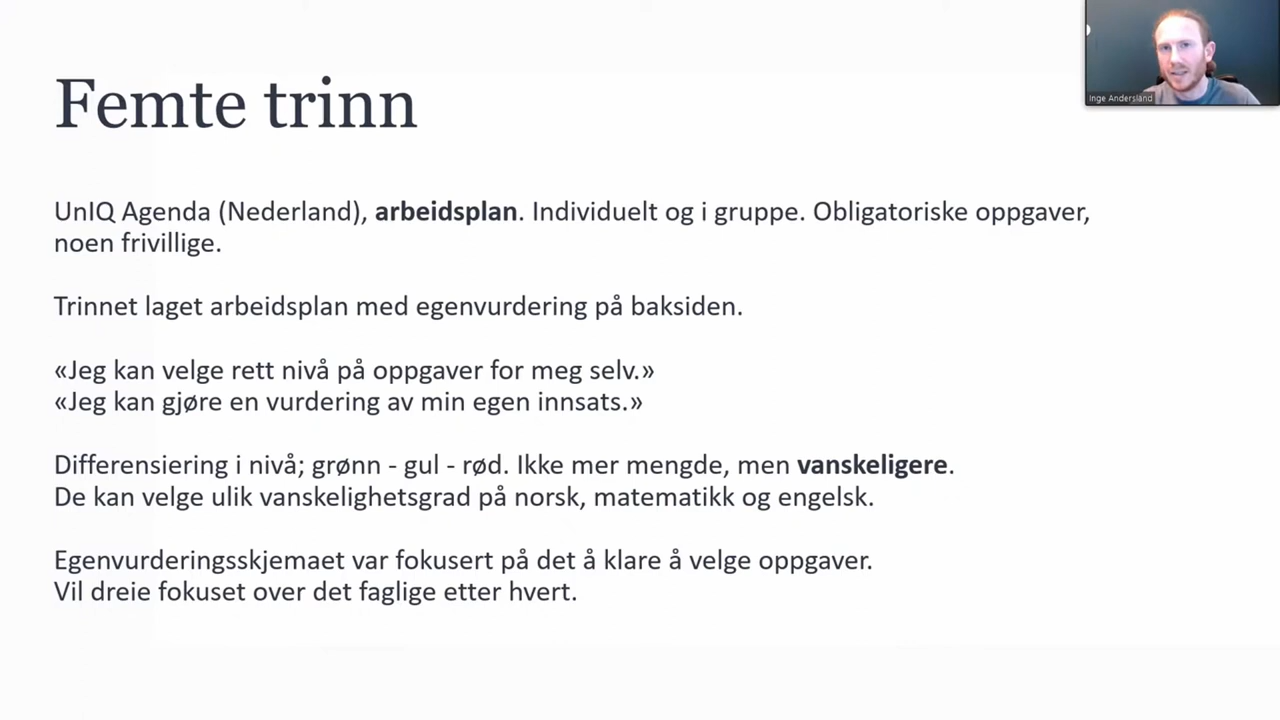 Femte trinn
Inge Andersland
UnIQ Agenda (Nederland), arbeidsplan. Individuelt og i gruppe. Obligatoriske oppgaver,
noen frivillige.
Trinnet laget arbeidsplan med egenvurdering på baksiden.
«Jeg kan velge rett nivå på oppgaver for meg selv.»
«Jeg kan gjøre en vurdering av min egen innsats.»
Differensiering i nivå; grønn - gul - rød. Ikke mer mengde, men vanskeligere.
De kan velge ulik vanskelighetsgrad på norsk, matematikk og engelsk.
Egenvurderingsskjemaet var fokusert på det å klare å velge oppgaver.
Vil dreie fokuset over det faglige etter hvert.